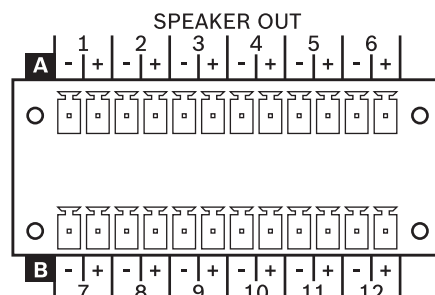 SPEAKER OUT
1 2 3 4 5 6
A - + - + - + - + - + - +
B - + - + - + - + - + - +
7 8 9 10 11 12